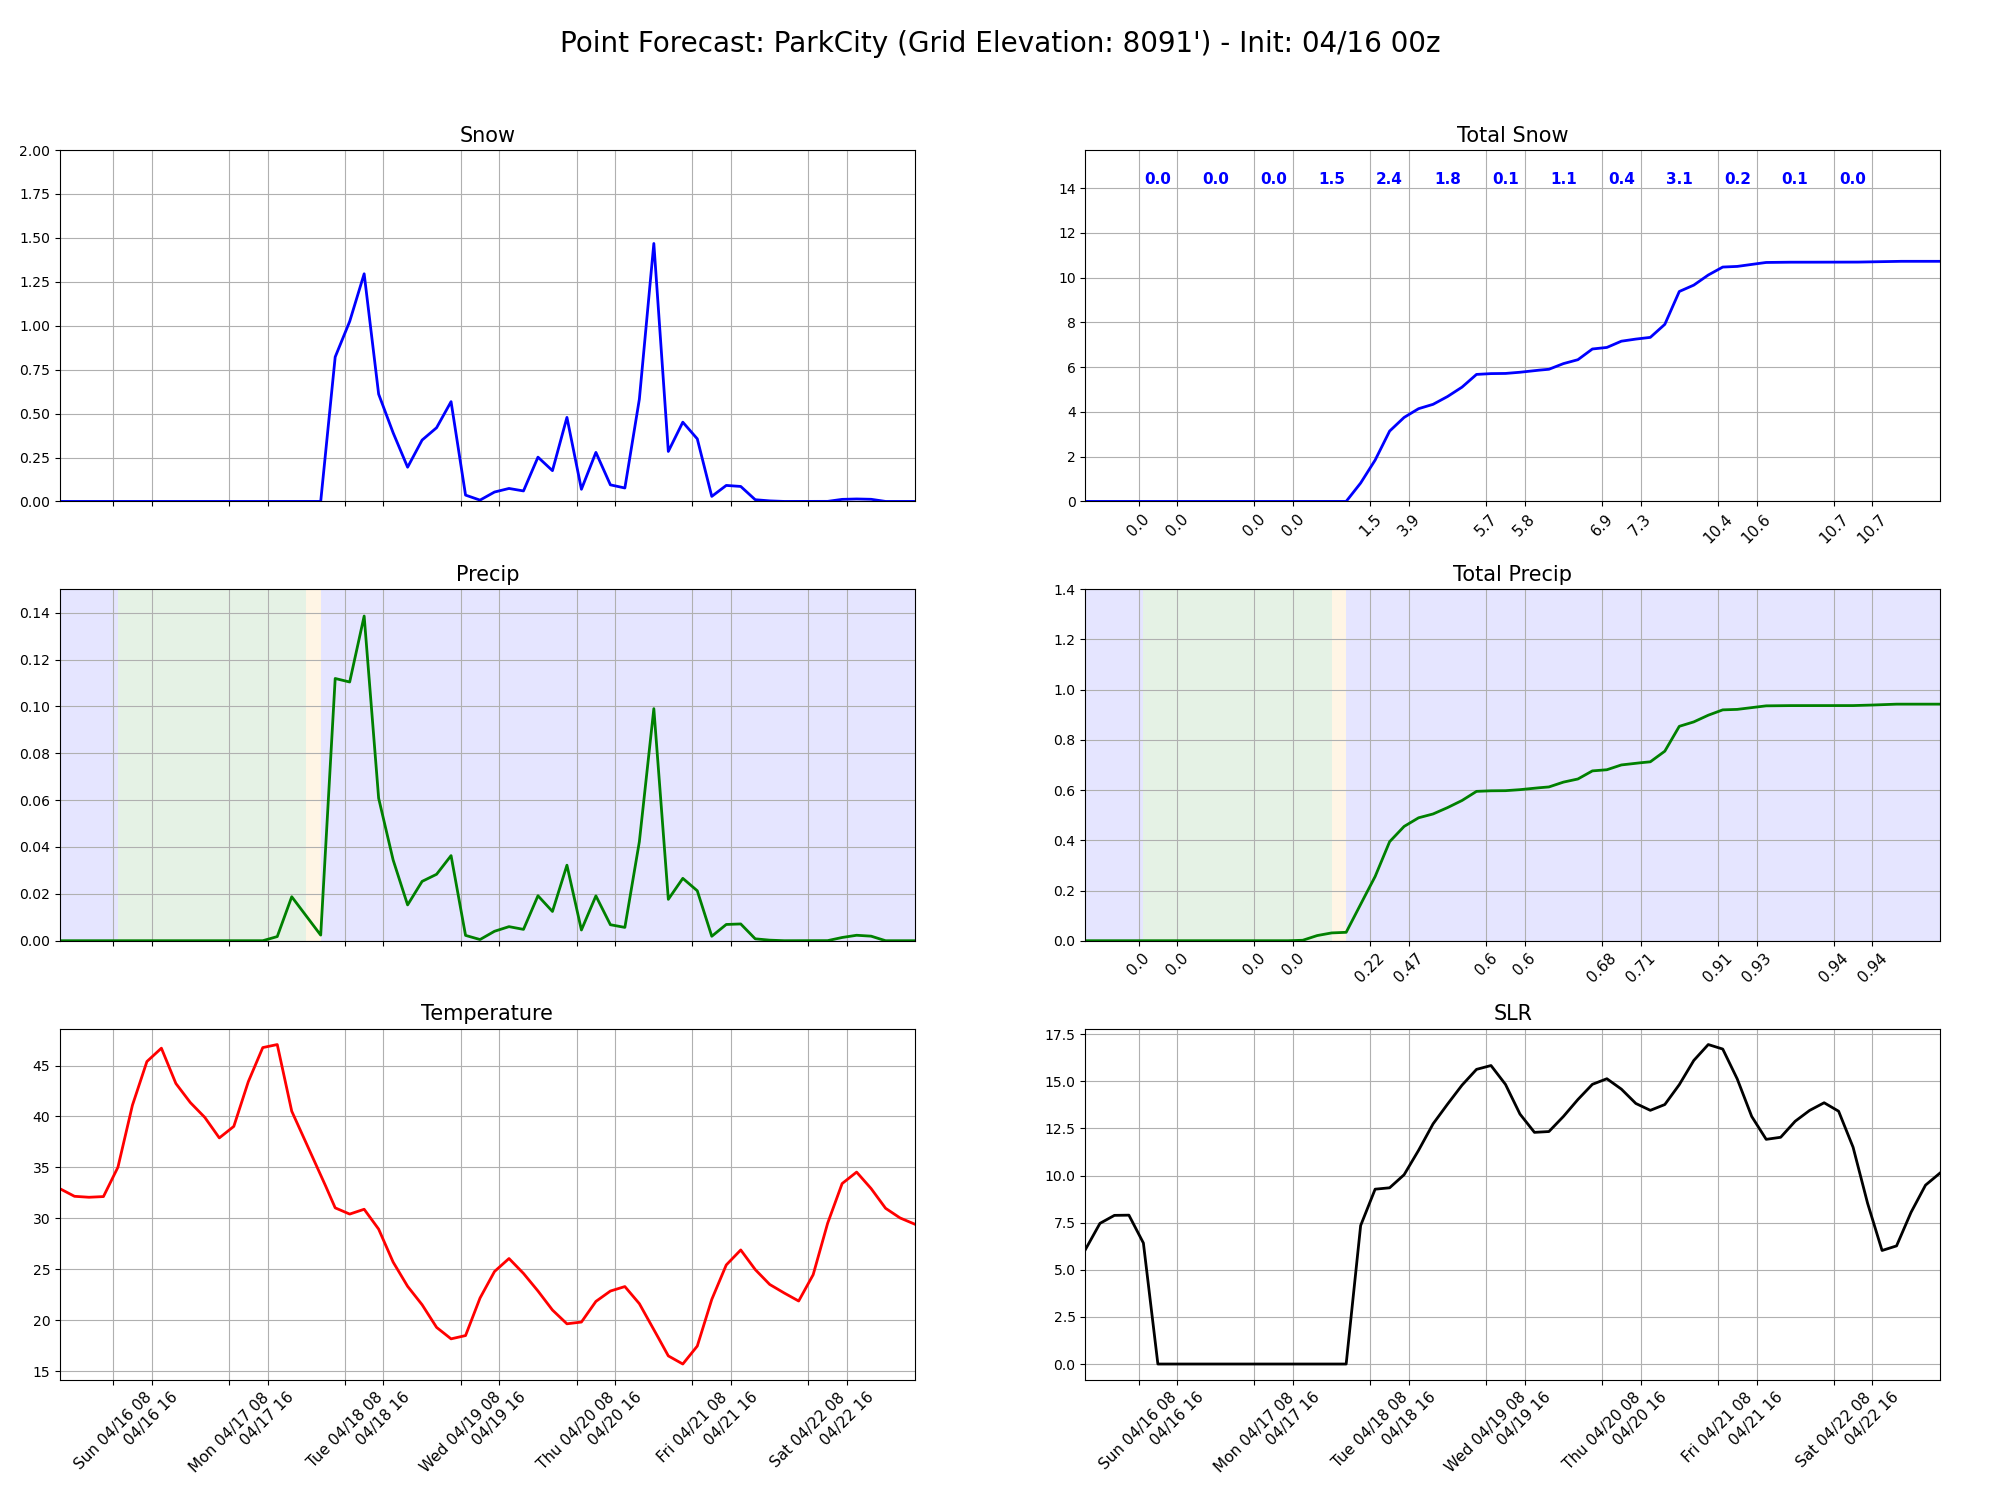 Point Forecast: ParkCity (Grid Elevation: 8091') - Init: 04/16 00z
Snow
2.00
1.75
1.50
1.25
1.00
0.75
0.50
0.25
0.00
Total Snow
0.0 0.0 0.0 1.5 2.4 1.8 0.1 1.1 0.4 3.1 0.2 0.1 0.0
14
12
10
8
6
4
2
0
0.0 0.0 0.0 0.0 1.5 3.9 5.7 5.8 6.9 7.3 10.4 10.6 10.7 10.7
Precip
0.14
0.12
0.10
0.08
0.06
0.04
0.02
0.00
Total Precip
1.4
1.2
1.0
0.8
0.6
0.4
0.2
0.0
0.0 0.0 0.0 0.0 0.22 0.47 0.6 0.6 0.68 0.71 0.91 0.93 0.94 0.94
Temperature
45
40
35
30
25
20
15
Sun 04/16 08
04/16 16
Mon 04/17 08
04/17 16
Tue 04/18 08
04/18 16
Wed 04/19 08
04/19 16
Thu 04/20 08
04/20 16
Fri 04/21 08
04/21 16
Sat 04/22 08
04/22 16
SLR
17.5
15.0
12.5
10.0
7.5
5.0
2.5
0.0
Sun 04/16 08
04/16 16
Mon 04/17 08
04/17 16
Tue 04/18 08
04/18 16
Wed 04/19 08
04/19 16
Thu 04/20 08
04/20 16
Fri 04/21 08
04/21 16
Sat 04/22 08
04/22 16